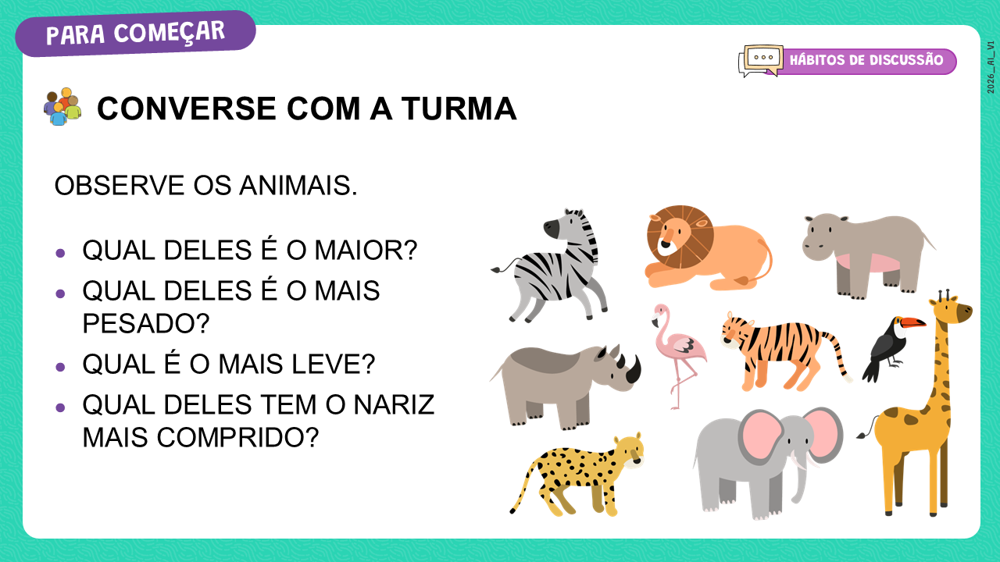 PARA COMEÇAR
HÁBITOS DE DISCUSSÃO
2026_AI_V1
CONVERSE COM A TURMA
OBSERVE OS ANIMAIS.
• QUAL DELES É O MAIOR?
• QUAL DELES É O MAIS
PESADO?
• QUAL É O MAIS LEVE?
• QUAL DELES TEM O NARIZ
MAIS COMPRIDO?